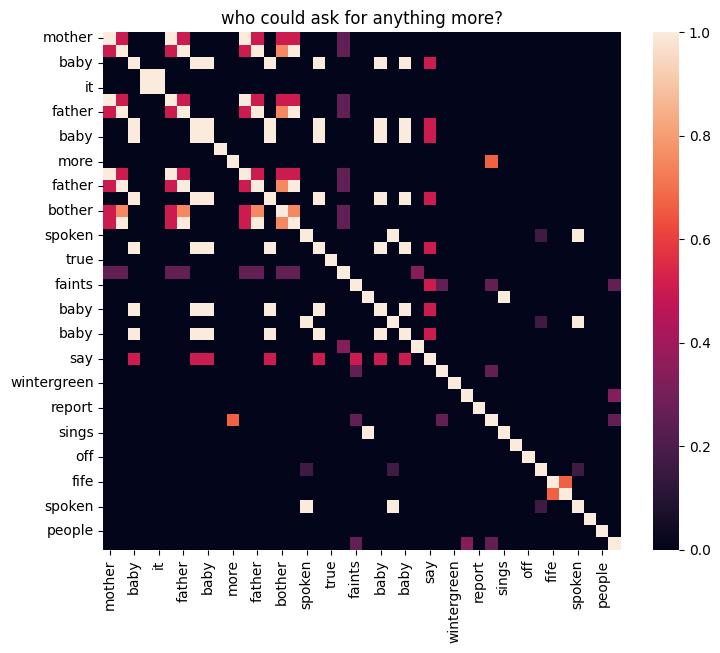 who could ask for anything more?
mother
baby
it
father
baby
more
father
bother
spoken
true
faints
baby
baby
say
wintergreen
report
sings
off
fife
spoken
people
1.0
0.8
0.6
0.4
0.2
0.0
mother
baby
it
father
baby
more
father
bother
spoken
true
faints
baby
baby
say
wintergreen
report
sings
off
fife
spoken
people